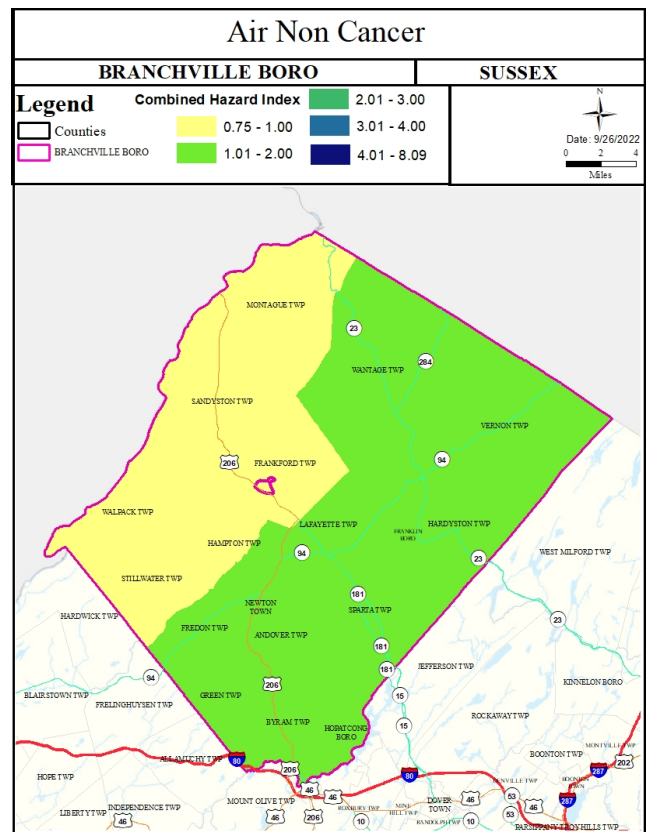 Air Non Cancer
BRANCHVILLE BORO
SUSSEX
Legend
Counties
BRANCHVILLE BORO
Combined Hazard Index
0.75 - 1.00
1.01 - 2.00
2.01 - 3.00
3.01 - 4.00
4.01 - 8.09
N
Date: 9/26/2022
0 2 4
Miles
MONTAGUE TWP
23
284
WANTAGE TWP
SANDYSTON TWP
VERNON TWP
206
FRANKFORD TWP
94
WALPACK TWP
LAFAYETTE TWP
HARDYSTON TWP
FRANKLIN
BORO
HAMPTON TWP
94
23
WEST MILFORD TWP
STILLWATER TWP
181
NEWTON
TOWN
SPARTA TWP
HARDWICK TWP
23
FREDON TWP
ANDOVER TWP
181
181
JEFFERSON TWP
94
206
KINNELON BORO
BLAIRSTOWN TWP
GREEN TWP
15
FRELINGHUYSEN TWP
ROCKAWAY TWP
BYRAM TWP
HOPATCONG
BORO
15
MONTVILLE TWP
BOONTON TWP
ALLAMUCHY TWP
80
202
206
80
287
HOPE TWP
DENVILLE TWP
BOONTON
TOWN
46
46
MOUNT OLIVE TWP
DOVER
TOWN
46
53
46
287
INDEPENDENCE TWP
LIBERTY TWP
ROXBURY TWP
MINE
HILL TWP
46
46
206
10
RANDOLPH TWP
10
53
PARSIPPANY TROY HILLS TWP